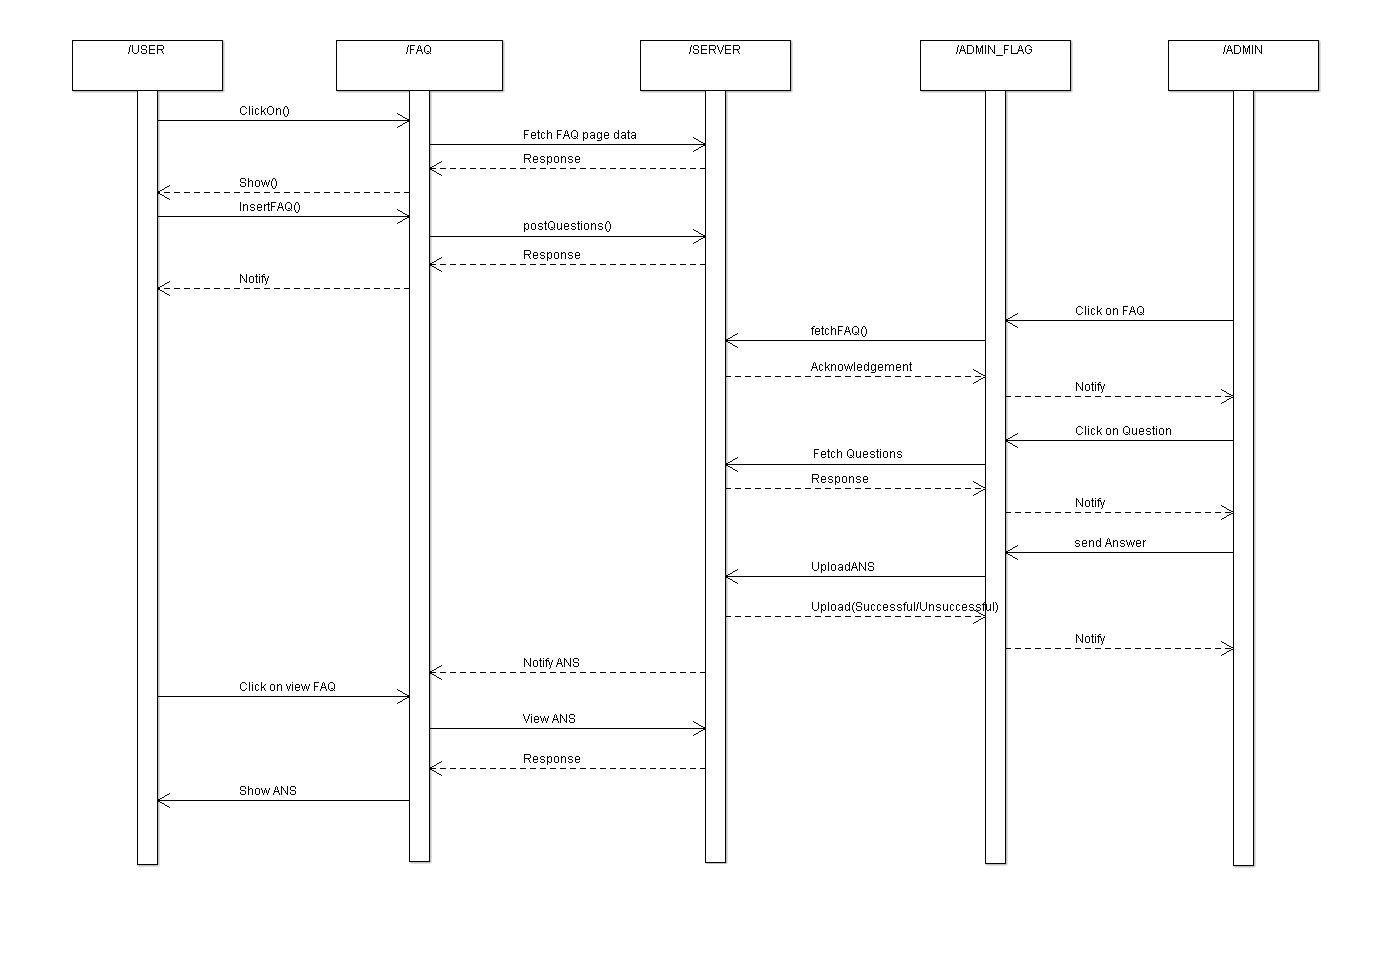 /USER
/FAQ
/SERVER
/ADMIN_FLAG
/ADMIN
ClickOn()
Fetch FAQ page data
Response
Show()
InsertFAQ()
postQuestions()
Response
Notify
Click on FAQ
fetchFAQ()
Acknowledgement
Notify
Click on Question
Fetch Questions
Response
Notify
send Answer
UploadANS
Upload(Successful/Unsuccessful)
Notify
Notify ANS
Click on view FAQ
View ANS
Response
Show ANS